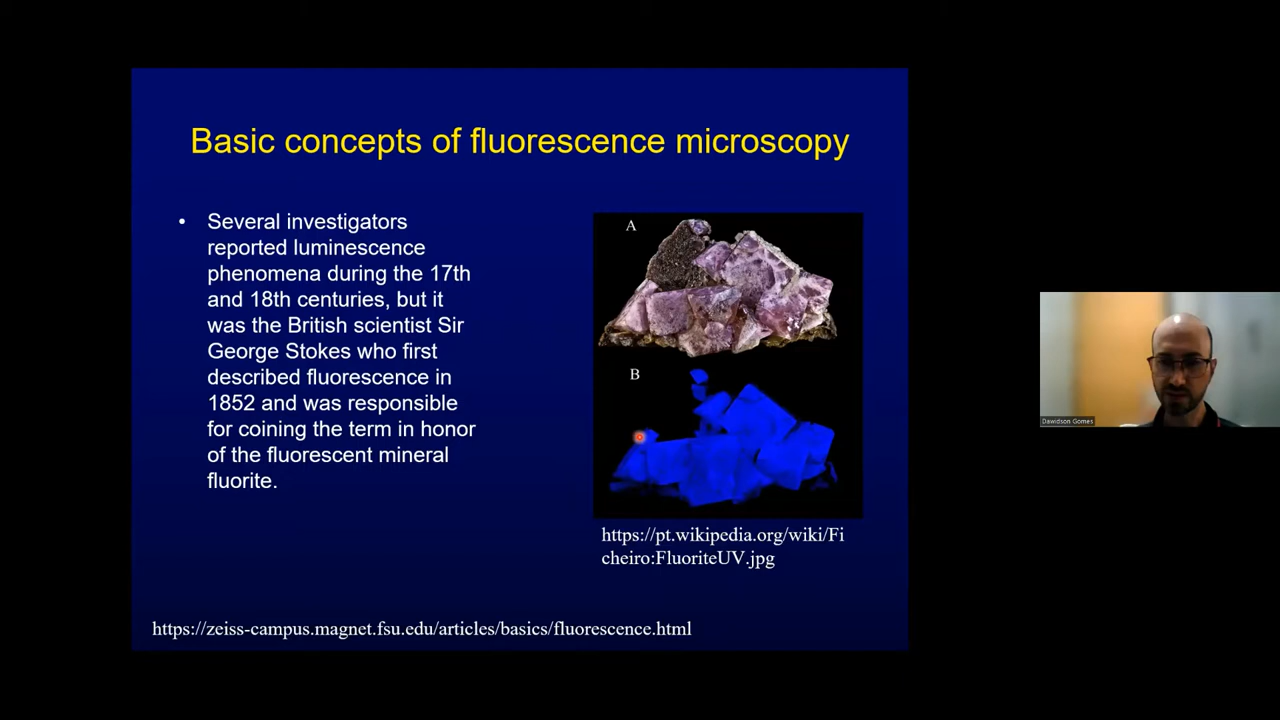 Basic concepts of fluorescence microscopy
• Several investigators
reported luminescence
phenomena during the 17th
and 18th centuries, but it
was the British scientist Sir
George Stokes who first
described fluorescence in
1852 and was responsible
for coining the term in honor
of the fluorescent mineral
fluorite.
A
B
https://pt.wikipedia.org/wiki/Fi
cheiro:FluoriteUV.jpg
https://zeiss-campus.magnet.fsu.edu/articles/basics/fluorescence.html
Dawidson Gomes